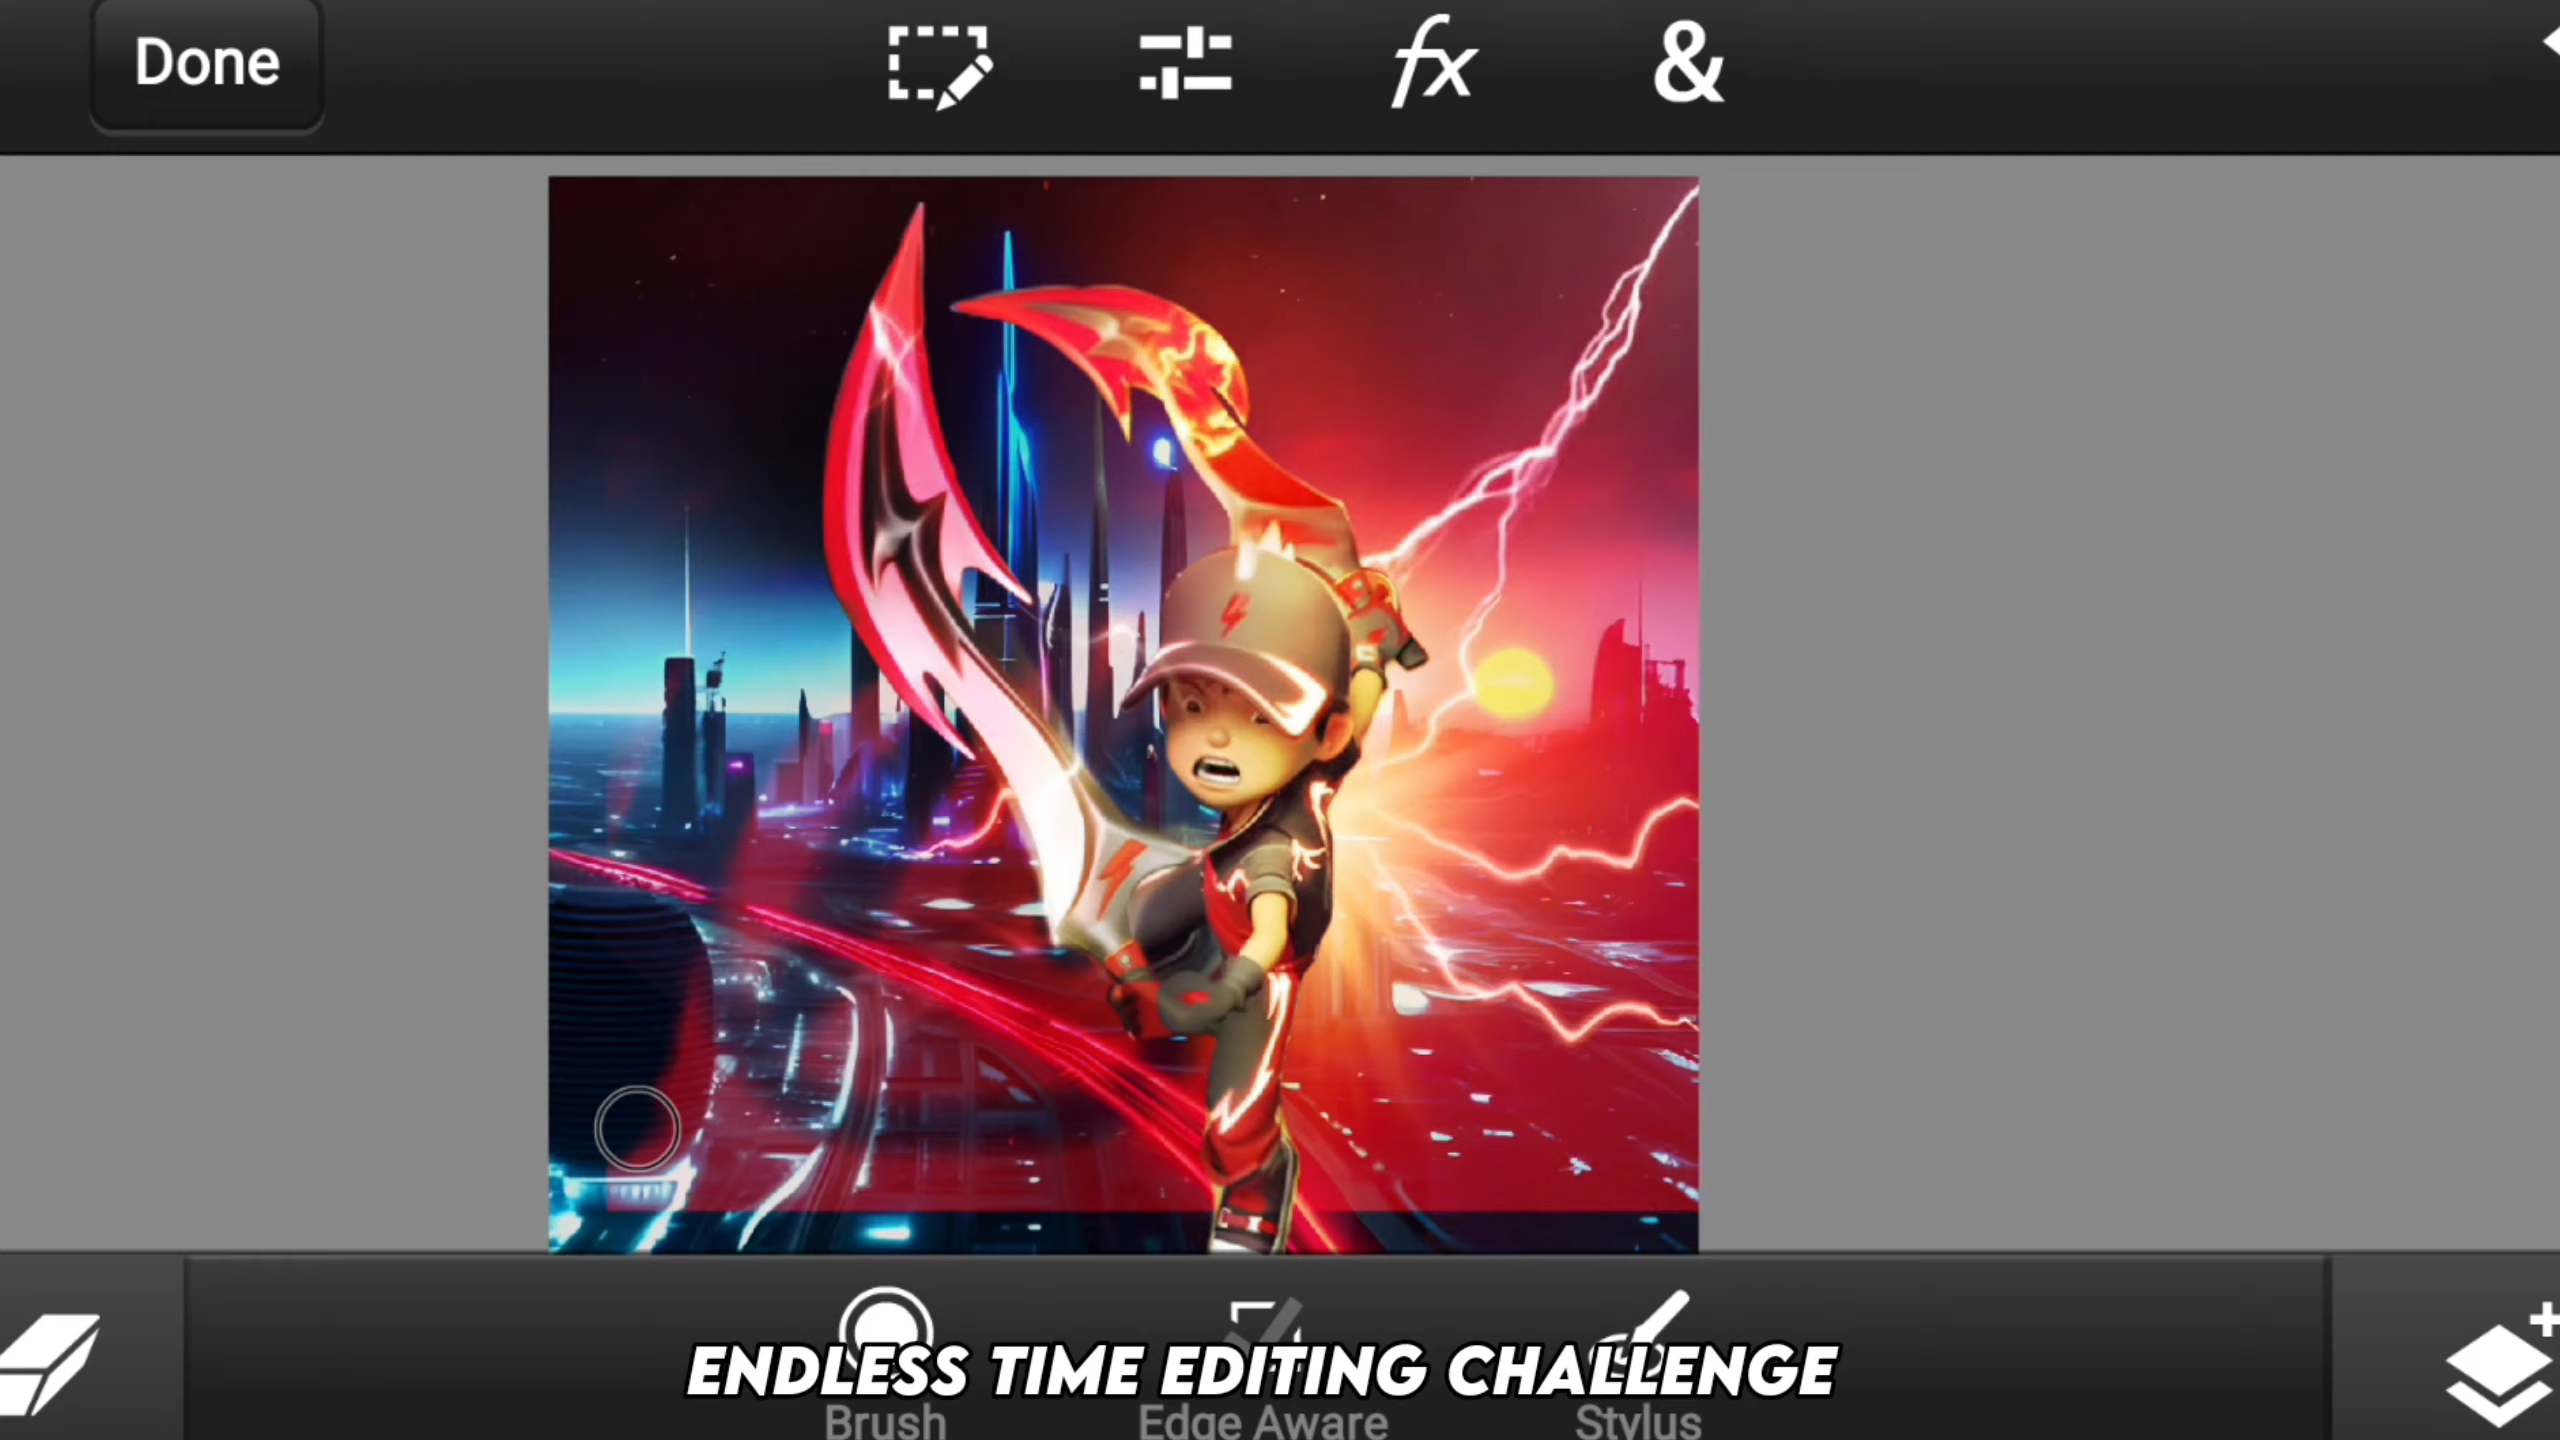 Done
fx
&
ENDLESS TIME EDITING CHALLENGE
Brush Edge Aware Stylus